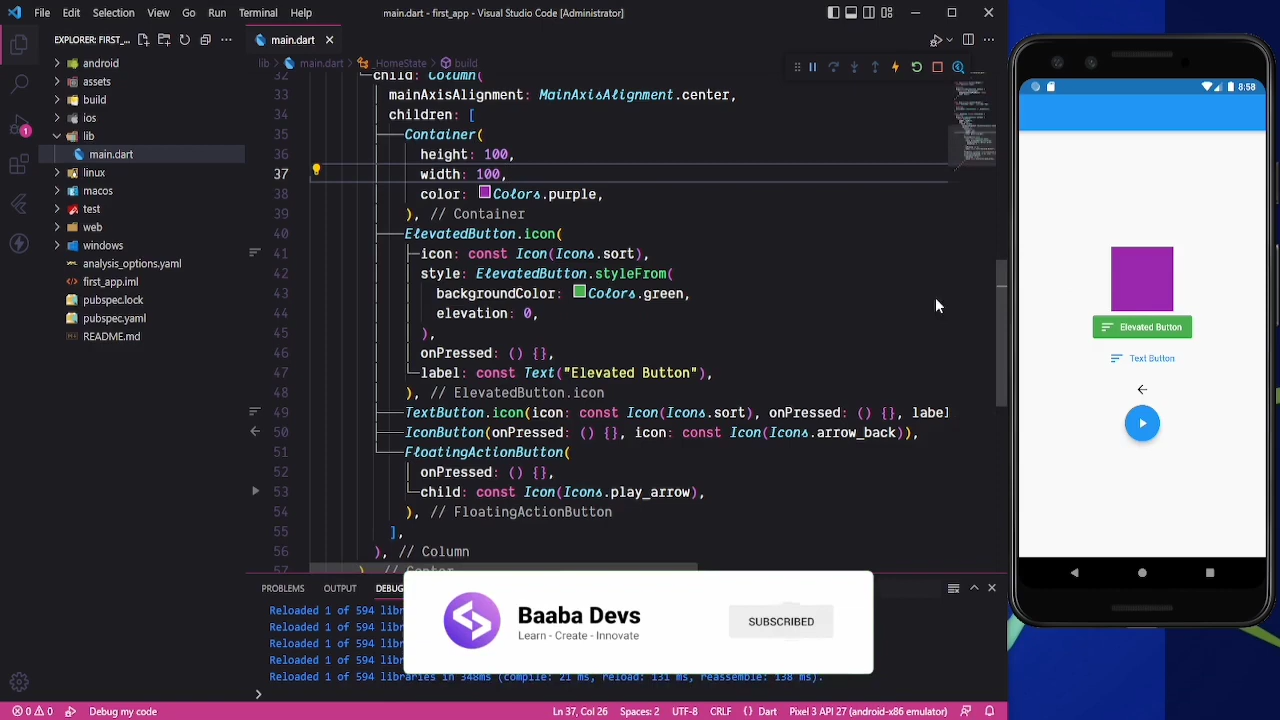 File Edit Selection View Go Run Terminal Help
main.dart - first_app - Visual Studio Code [Administrator]
EXPLORER: FIRST_...
main.dart
android
assets
build
ios
lib
main.dart
linux
macos
test
web
windows
analysis_options.yaml
first_app.iml
pubspec.lock
pubspec.yaml
README.md
1
lib > main.dart > _HomeState > build
32 child: Column(
33 mainAxisAlignment: MainAxisAlignment.center,
34 children: [
35 Container(
36 height: 100,
37 width: 100,
38 color: Colors.purple,
39 ), // Container
40 ElevatedButton.icon(
41 icon: const Icon(Icons.sort),
42 style: ElevatedButton.styleFrom(
43 backgroundColor: Colors.green,
44 elevation: 0,
45 ),
46 onPressed: () {},
47 label: const Text("Elevated Button"),
48 ), // ElevatedButton.icon
49 TextButton.icon(icon: const Icon(Icons.sort), onPressed: () {}, label
50 IconButton(onPressed: () {}, icon: const Icon(Icons.arrow_back)),
51 FloatingActionButton(
52 onPressed: () {},
53 child: const Icon(Icons.play_arrow),
54 ), // FloatingActionButton
55 ],
56 ), // Column
57 ) // Center
PROBLEMS OUTPUT DEBUG
Reloaded 1 of 594 libr
Reloaded 1 of 594 libr
Reloaded 1 of 594 libr
Reloaded 1 of 594 libr
Reloaded 1 of 594 libraries in 348ms (compile: 21 ms, reload: 131 ms, reassemble: 138 ms).
Baaba Devs
Learn - Create - Innovate
SUBSCRIBED
8:58
Elevated Button
Text Button
0 0 Debug my code
Ln 37, Col 26 Spaces: 2 UTF-8 CRLF {} Dart Pixel 3 API 27 (android-x86 emulator)